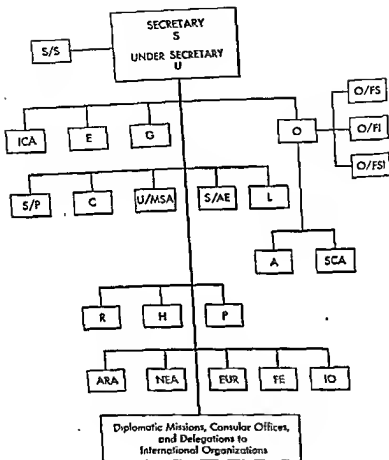 SECRETARY
S
UNDER SECRETARY
U
S/S
ICA E G O
O/FS
O/FI
O/FSI
S/P C U/MSA S/AE L
A SCA
R H P
ARA NEA EUR FE IO
Diplomatic Missions, Consular Offices,
and Delegations to
International Organizations